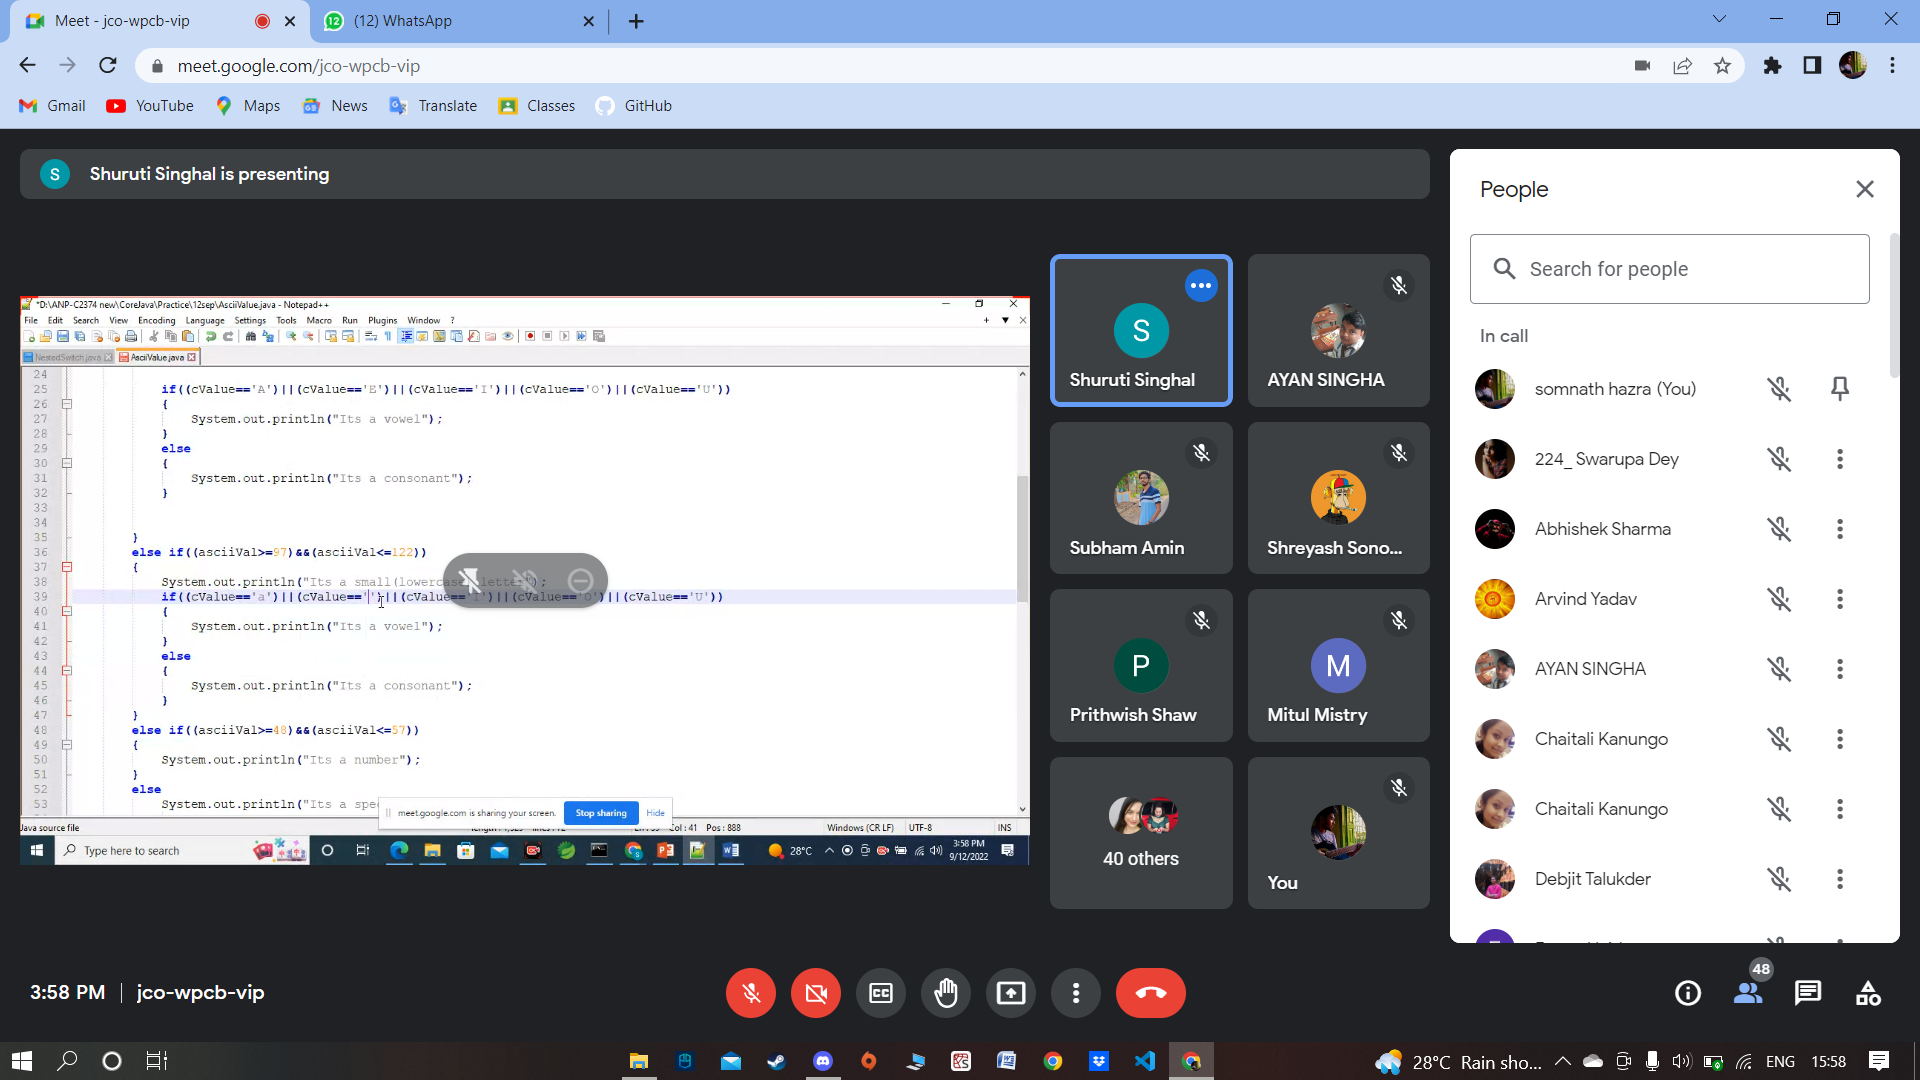 Meet - jco-wpcb-vip
(12) WhatsApp
meet.google.com/jco-wpcb-vip
Gmail YouTube Maps News Translate Classes GitHub
S Shuruti Singhal is presenting
*D:\ANP-C2374 new\CoreJava\Practice\12sep\AsciiValue.java - Notepad++
File Edit Search View Encoding Language Settings Tools Macro Run Plugins Window ?
NestedSwitch.java AsciiValue.java
24
25 if((cValue=='A')||(cValue=='E')||(cValue=='I')||(cValue=='O')||(cValue=='U'))
26 {
27 System.out.println("Its a vowel");
28 }
29 else
30 {
31 System.out.println("Its a consonant");
32 }
33
34
35 }
36 else if((asciiVal>=97)&&(asciiVal<=122))
37 {
38 System.out.println("Its a small(lowercase) letter");
39 if((cValue=='a')||(cValue=='')||(cValue=='I')||(cValue=='O')||(cValue=='U'))
40 {
41 System.out.println("Its a vowel");
42 }
43 else
44 {
45 System.out.println("Its a consonant");
46 }
47 }
48 else if((asciiVal>=48)&&(asciiVal<=57))
49 {
50 System.out.println("Its a number");
51 }
52 else
53 System.out.println("Its a spe
meet.google.com is sharing your screen. Stop sharing Hide
Java source file
Col : 41 Pos : 888
Windows (CR LF) UTF-8 INS
Type here to search
28°C
3:58 PM
9/12/2022
S
Shuruti Singhal
AYAN SINGHA
Subham Amin
Shreyash Sono...
P
Prithwish Shaw
M
Mitul Mistry
40 others
You
People
Search for people
In call
somnath hazra (You)
224_ Swarupa Dey
Abhishek Sharma
Arvind Yadav
AYAN SINGHA
Chaitali Kanungo
Chaitali Kanungo
Debjit Talukder
3:58 PM jco-wpcb-vip
CC
48
28°C Rain sho...
ENG 15:58